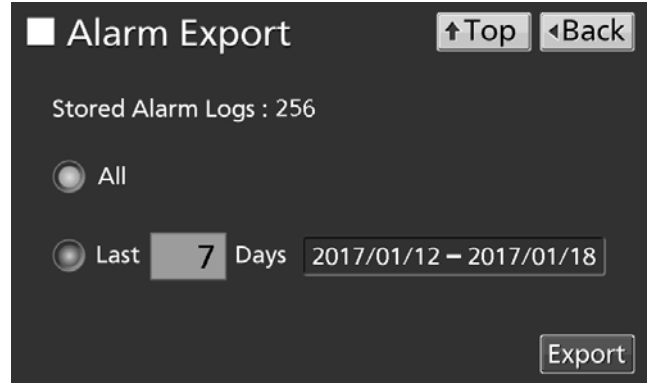 Alarm Export ↑Top ◂Back
Stored Alarm Logs : 256
All
Last 7 Days 2017/01/12 – 2017/01/18
Export